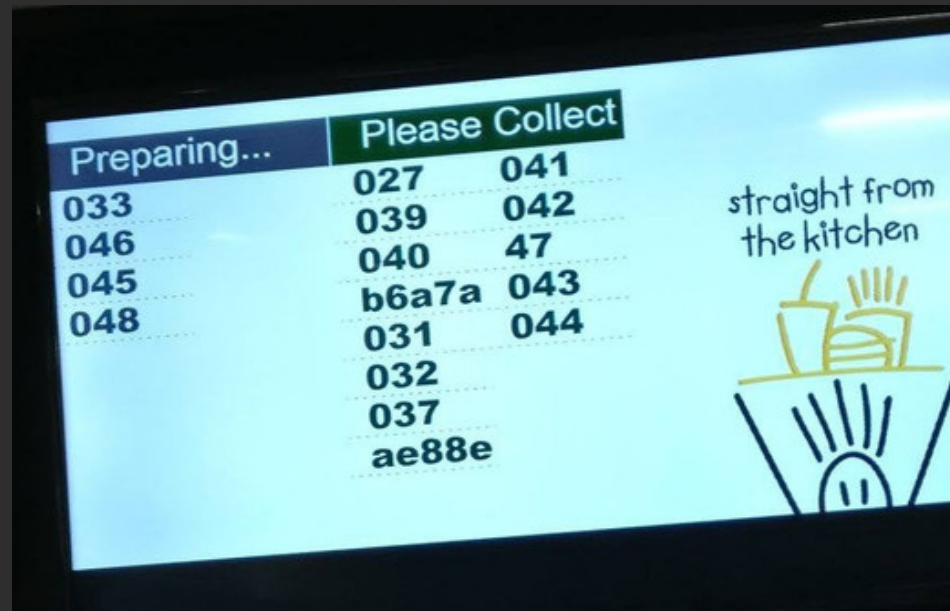 Preparing...
033
046
045
048
Please Collect
027 041
039 042
040 47
b6a7a 043
031 044
032
037
ae88e
straight from
the kitchen